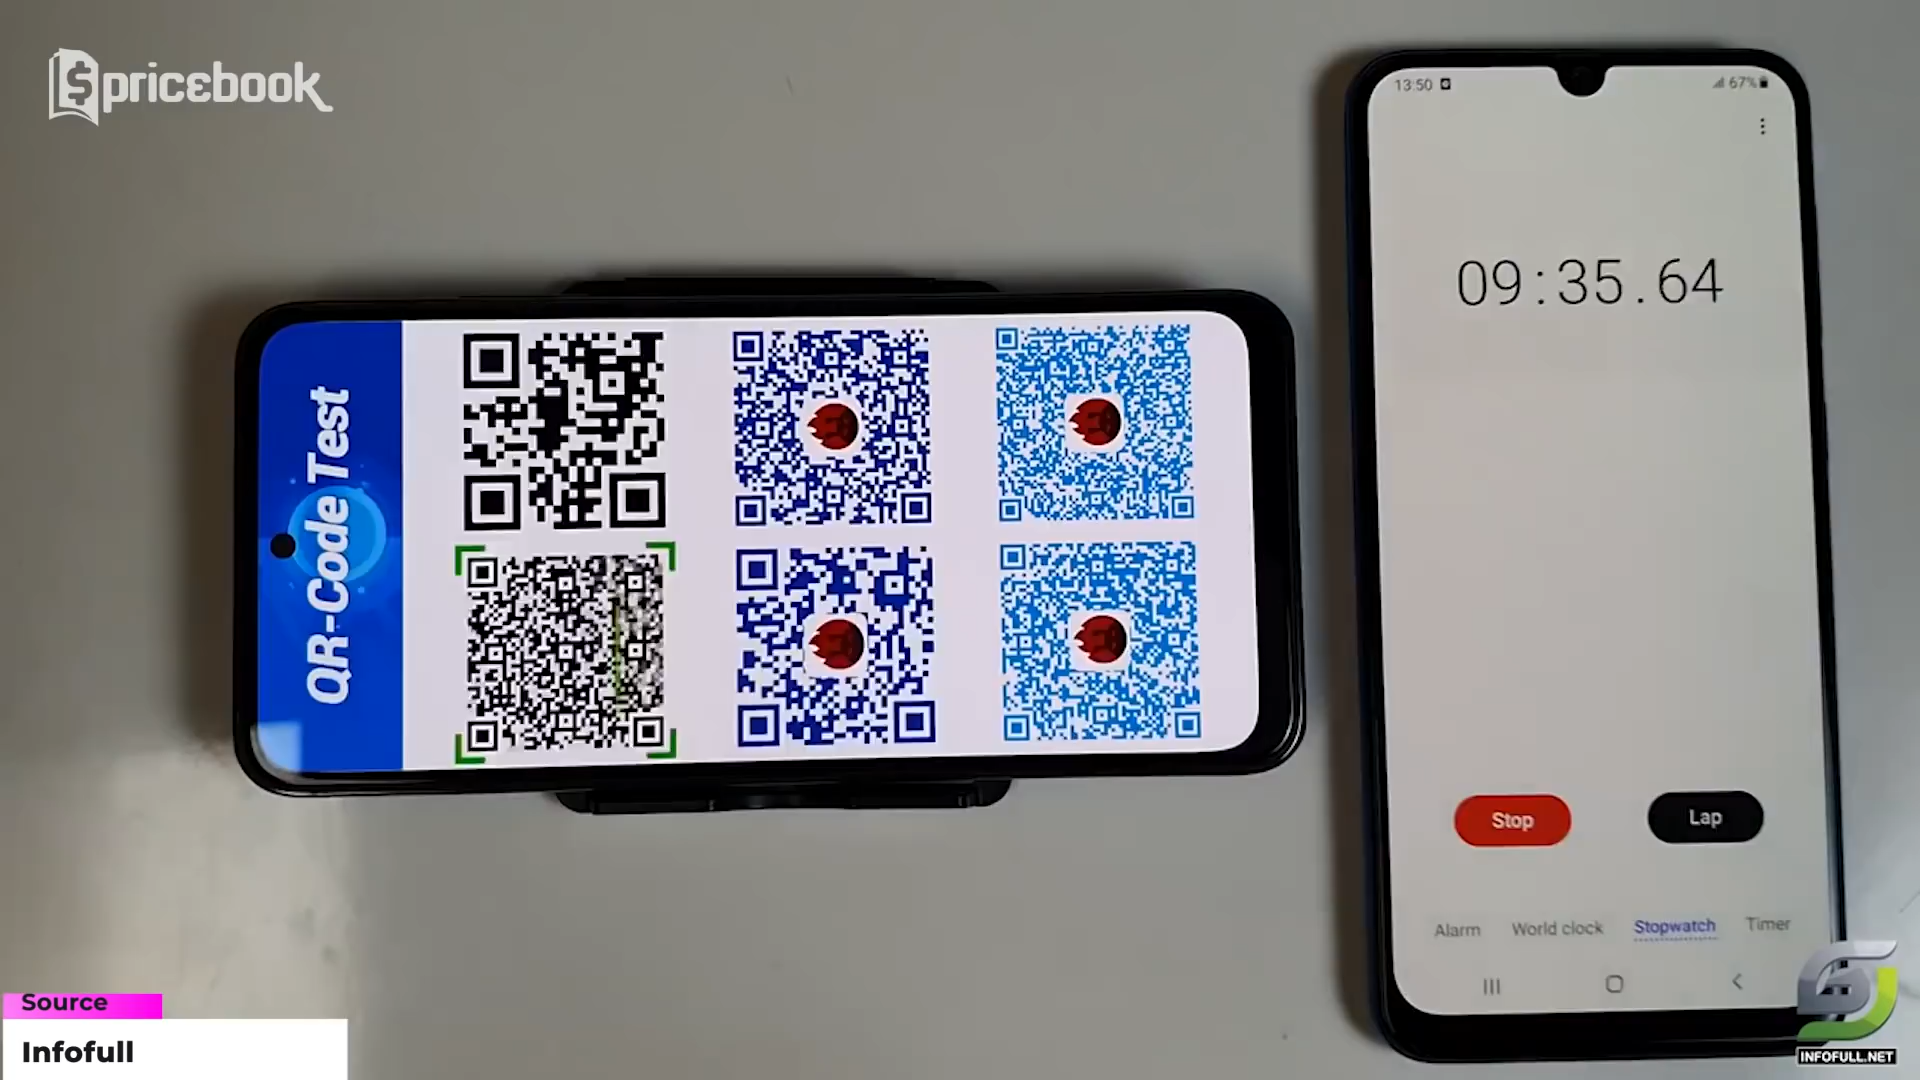 pricebook
QR-Code Test
13:50
67%
09:35.64
Stop
Lap
Alarm
World clock
Stopwatch
Timer
Source
Infofull
INFOFULL.NET